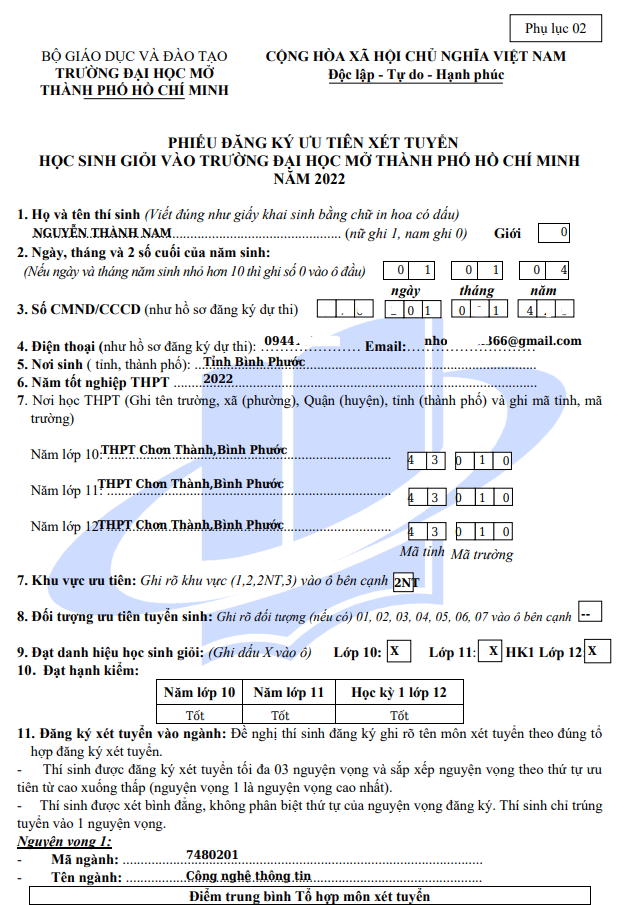 Phụ lục 02
BỘ GIÁO DỤC VÀ ĐÀO TẠO
TRƯỜNG ĐẠI HỌC MỞ
THÀNH PHỐ HỒ CHÍ MINH
CỘNG HÒA XÃ HỘI CHỦ NGHĨA VIỆT NAM
Độc lập - Tự do - Hạnh phúc
PHIẾU ĐĂNG KÝ ƯU TIÊN XÉT TUYỂN
HỌC SINH GIỎI VÀO TRƯỜNG ĐẠI HỌC MỞ THÀNH PHỐ HỒ CHÍ MINH
NĂM 2022
1. Họ và tên thí sinh (Viết đúng như giấy khai sinh bằng chữ in hoa có dấu)
NGUYỄN THÀNH NAM (nữ ghi 1, nam ghi 0) Giới 0
2. Ngày, tháng và 2 số cuối của năm sinh:
(Nếu ngày và tháng năm sinh nhỏ hơn 10 thì ghi số 0 vào ô đầu) 0 1 0 1 0 4
ngày tháng năm
3. Số CMND/CCCD (như hồ sơ đăng ký dự thi)
4. Điện thoại (như hồ sơ đăng ký dự thi): 0944 Email: nho 366@gmail.com
5. Nơi sinh ( tỉnh, thành phố): Tỉnh Bình Phước
6. Năm tốt nghiệp THPT 2022
7. Nơi học THPT (Ghi tên trường, xã (phường), Quận (huyện), tỉnh (thành phố) và ghi mã tỉnh, mã
trường)
Năm lớp 10: THPT Chơn Thành,Bình Phước 4 3 0 1 0
Năm lớp 11: THPT Chơn Thành,Bình Phước 4 3 0 1 0
Năm lớp 12: THPT Chơn Thành,Bình Phước 4 3 0 1 0
Mã tỉnh Mã trường
7. Khu vực ưu tiên: Ghi rõ khu vực (1,2,2NT,3) vào ô bên cạnh 2NT
8. Đối tượng ưu tiên tuyển sinh: Ghi rõ đối tượng (nếu có) 01, 02, 03, 04, 05, 06, 07 vào ô bên cạnh --
9. Đạt danh hiệu học sinh giỏi: (Ghi dấu X vào ô) Lớp 10: X Lớp 11: X HK1 Lớp 12: X
10. Đạt hạnh kiểm:
Năm lớp 10 Năm lớp 11 Học kỳ 1 lớp 12
Tốt Tốt Tốt
11. Đăng ký xét tuyển vào ngành: Đề nghị thí sinh đăng ký ghi rõ tên môn xét tuyển theo đúng tổ
hợp đăng ký xét tuyển.
- Thí sinh được đăng ký xét tuyển tối đa 03 nguyện vọng và sắp xếp nguyện vọng theo thứ tự ưu
tiên từ cao xuống thấp (nguyện vọng 1 là nguyện vọng cao nhất).
- Thí sinh được xét bình đẳng, không phân biệt thứ tự của nguyện vọng đăng ký. Thí sinh chỉ trúng
tuyển vào 1 nguyện vọng.
Nguyện vọng 1:
- Mã ngành: 7480201
- Tên ngành: Công nghệ thông tin
Điểm trung bình Tổ hợp môn xét tuyển